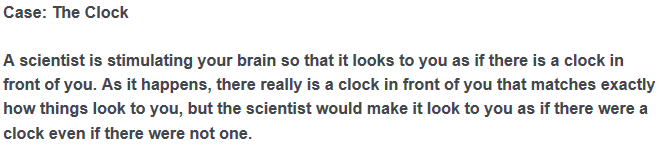 Case: The Clock
A scientist is stimulating your brain so that it looks to you as if there is a clock in
front of you. As it happens, there really is a clock in front of you that matches exactly
how things look to you, but the scientist would make it look to you as if there were a
clock even if there were not one.